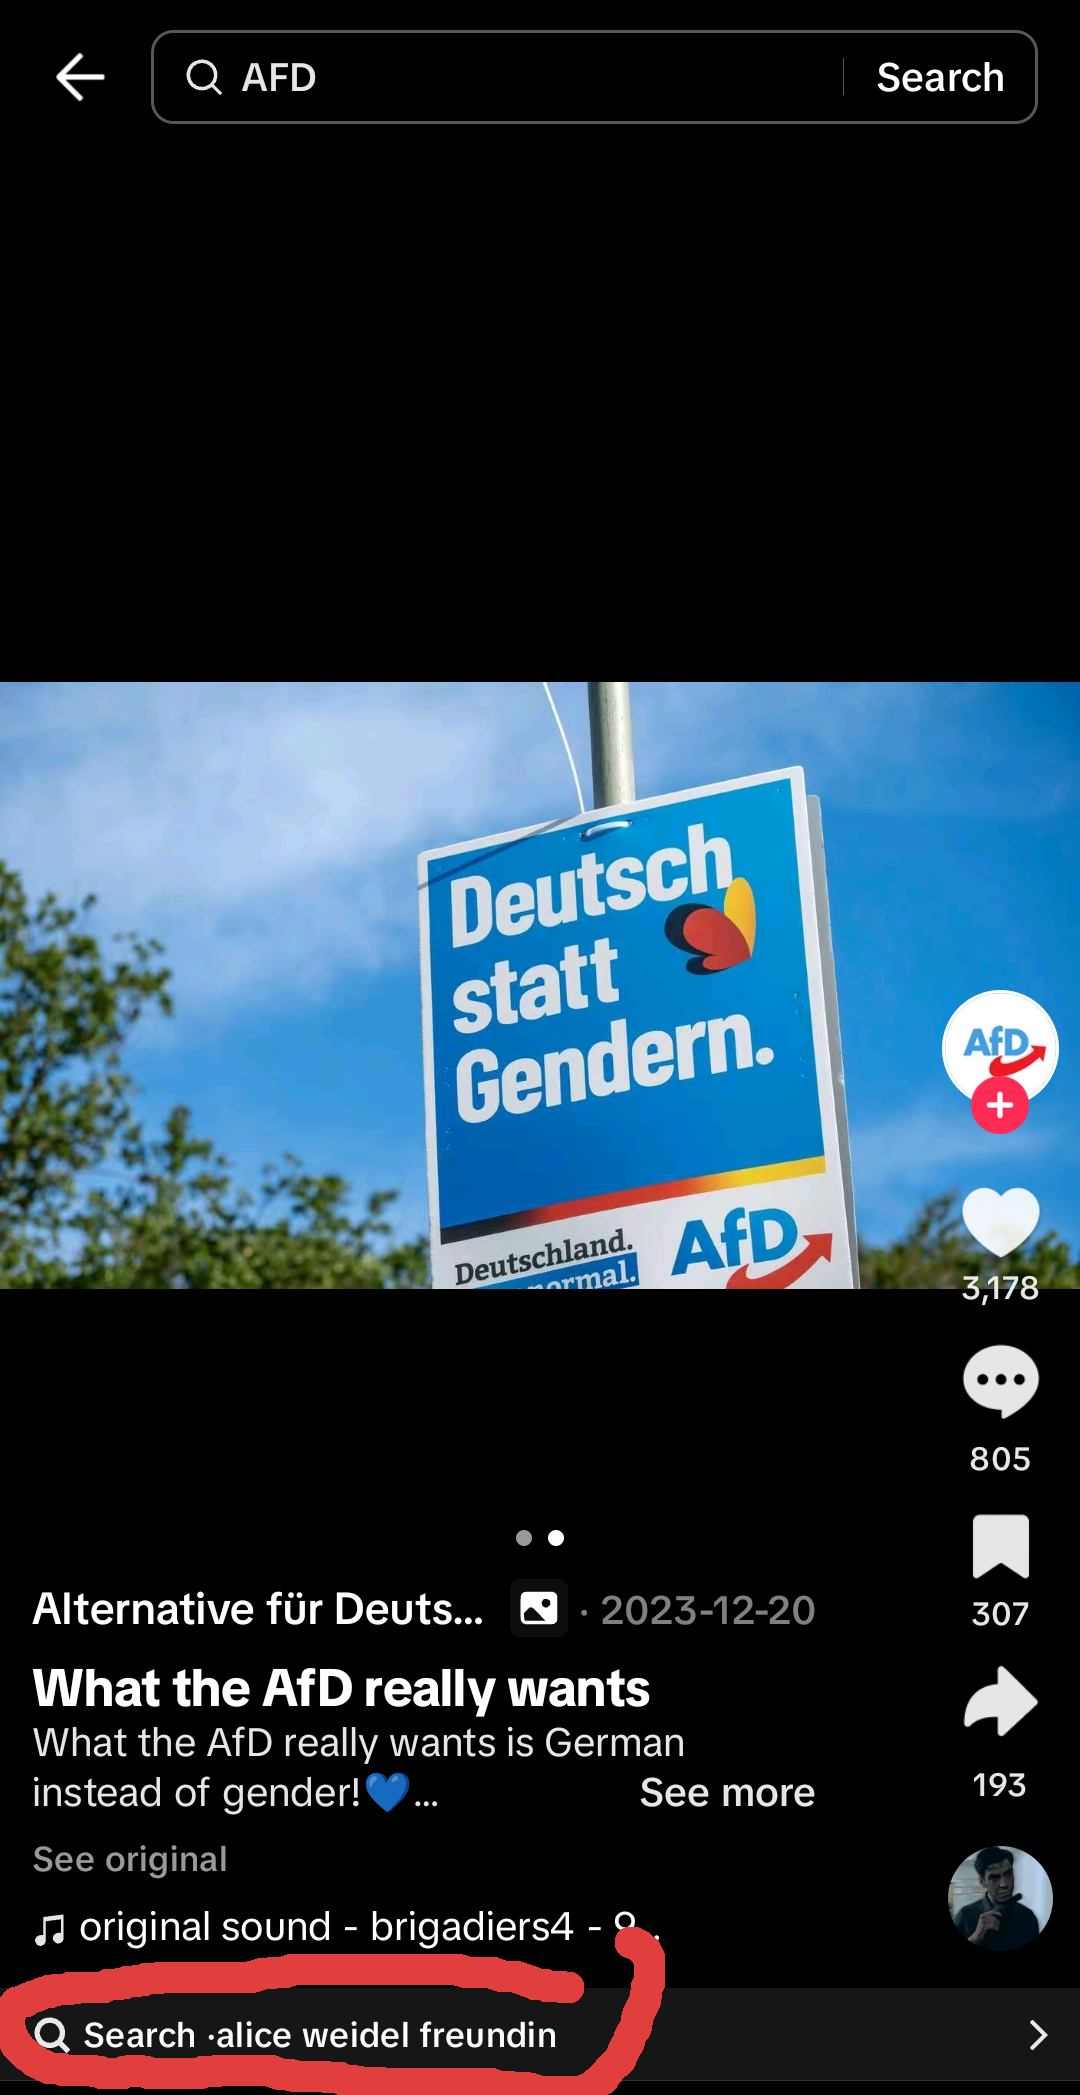 AFD
Search
Deutsch
statt
Gendern.
Deutschland.
normal.
AfD
AfD
3,178
805
307
193
Alternative für Deuts... · 2023-12-20
What the AfD really wants
What the AfD really wants is German
instead of gender!💙... See more
See original
original sound - brigadiers4 -
Search ·alice weidel freundin